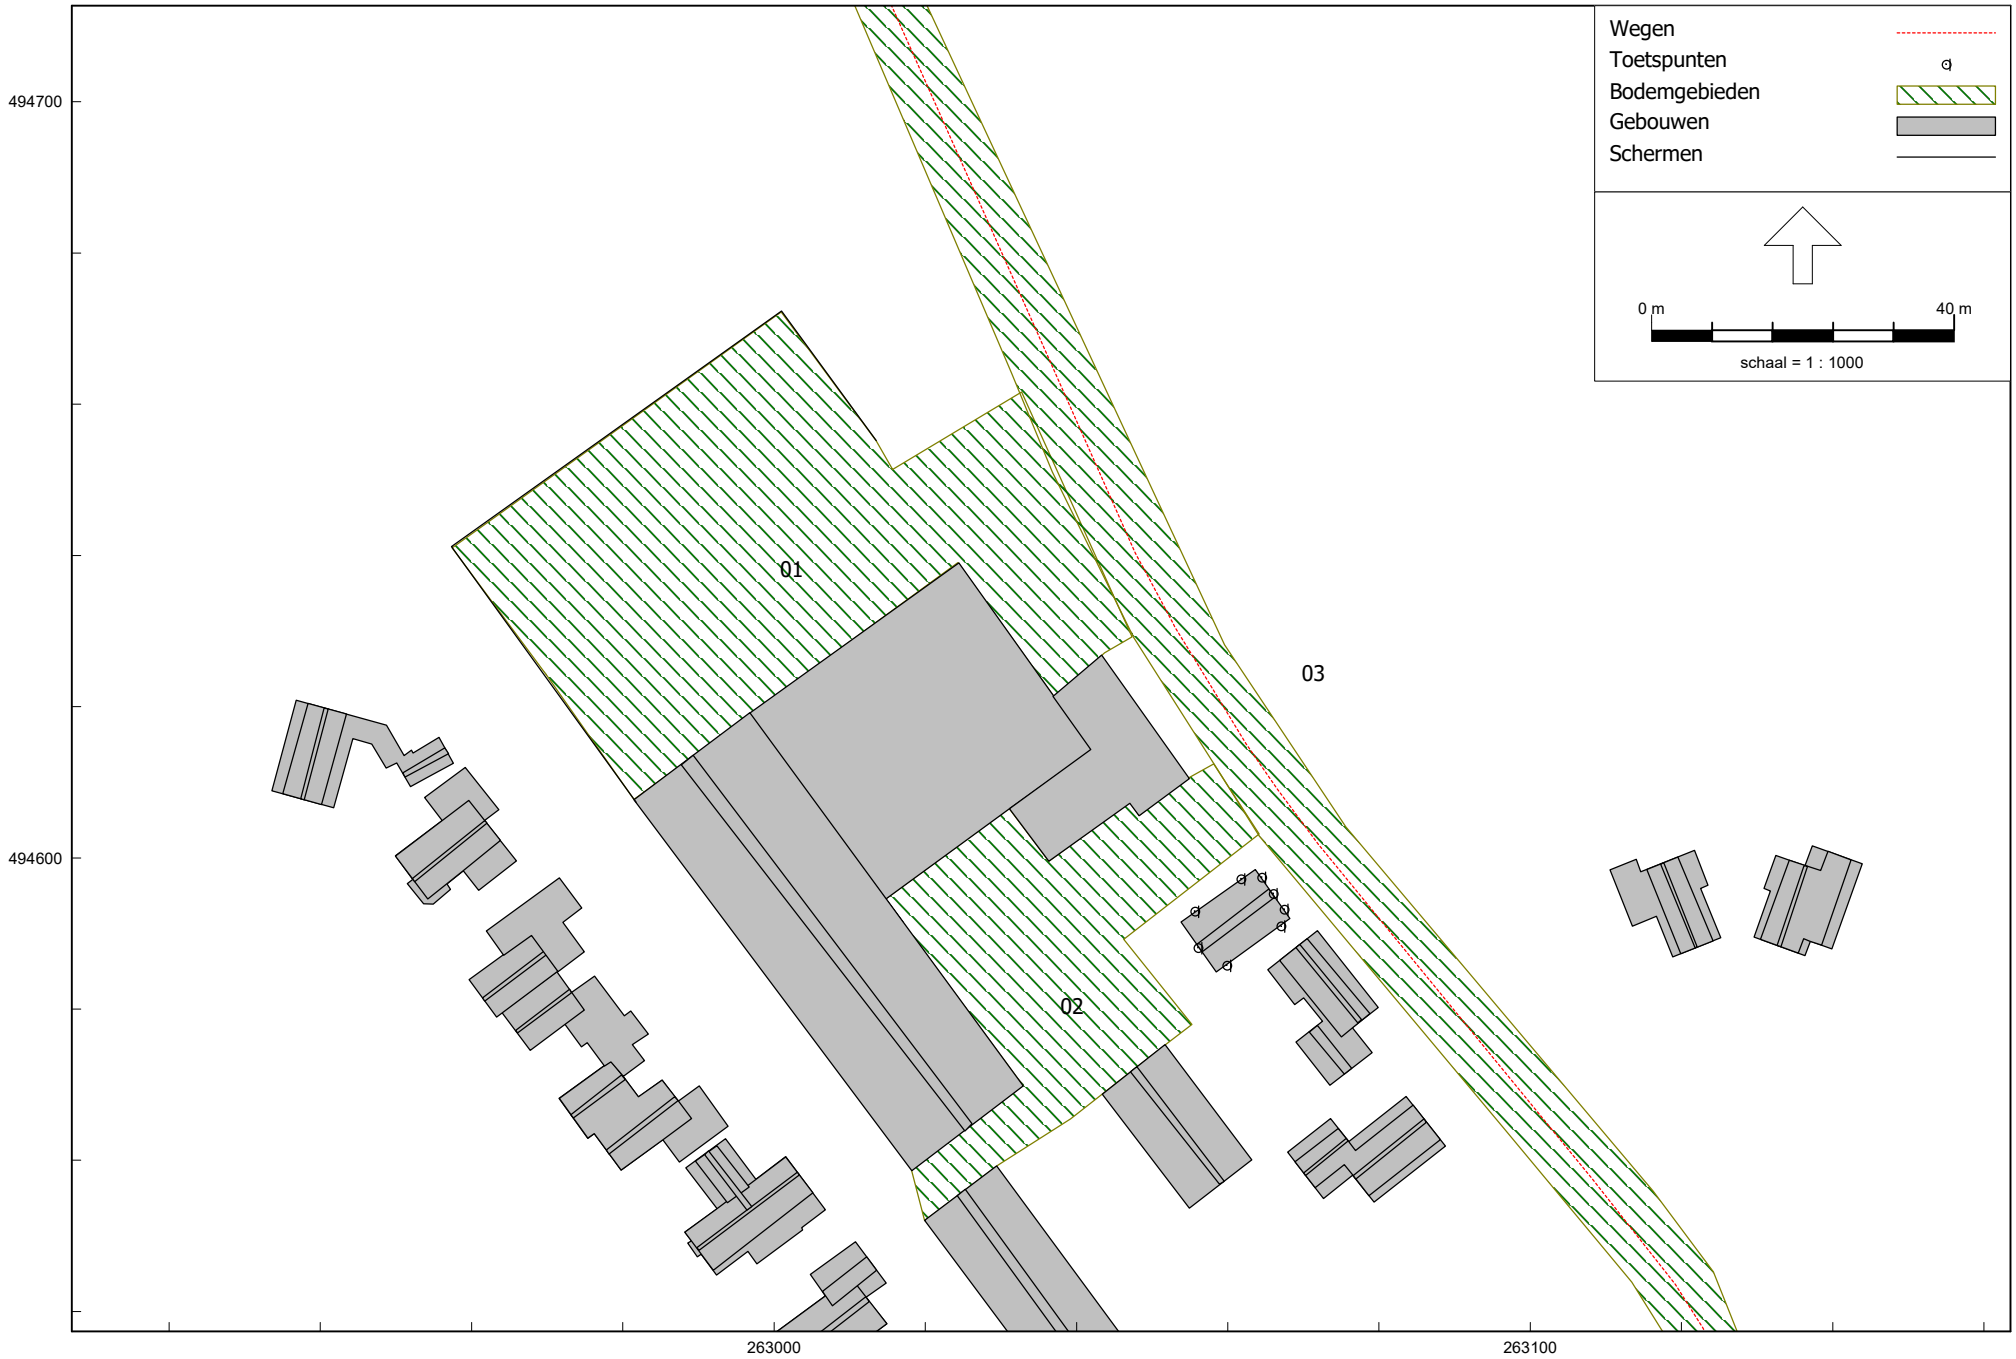 Wegen
Toetspunten
Bodemgebieden
Gebouwen
Schermen
0 m 40 m
schaal = 1 : 1000
494700
494600
01
03
02
263000 263100